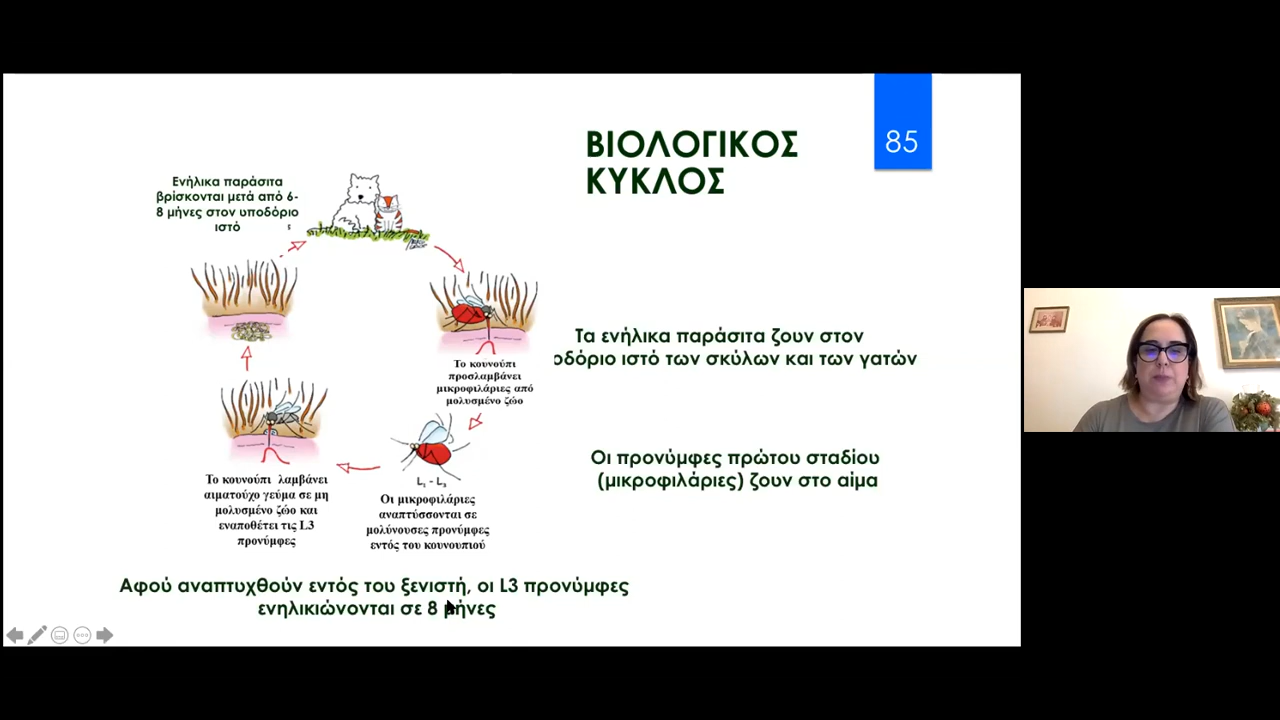 85
ΒΙΟΛΟΓΙΚΟΣ
ΚΥΚΛΟΣ
Ενήλικα παράσιτα
βρίσκονται μετά από 6-
8 μήνες στον υποδόριο
ιστό
Το κουνούπι
προσλαμβάνει
μικροφιλάριες από
μολυσμένο ζώο
L₁ - L₃
Οι μικροφιλάριες
αναπτύσσονται σε
μολύνουσες προνύμφες
εντός του κουνουπιού
Το κουνούπι λαμβάνει
αιματούχο γεύμα σε μη
μολυσμένο ζώο και
εναποθέτει τις L3
προνύμφες
Τα ενήλικα παράσιτα ζουν στον
οδόριο ιστό των σκύλων και των γατών
Οι προνύμφες πρώτου σταδίου
(μικροφιλάριες) ζουν στο αίμα
Αφού αναπτυχθούν εντός του ξενιστή, οι L3 προνύμφες
ενηλικιώνονται σε 8 μήνες